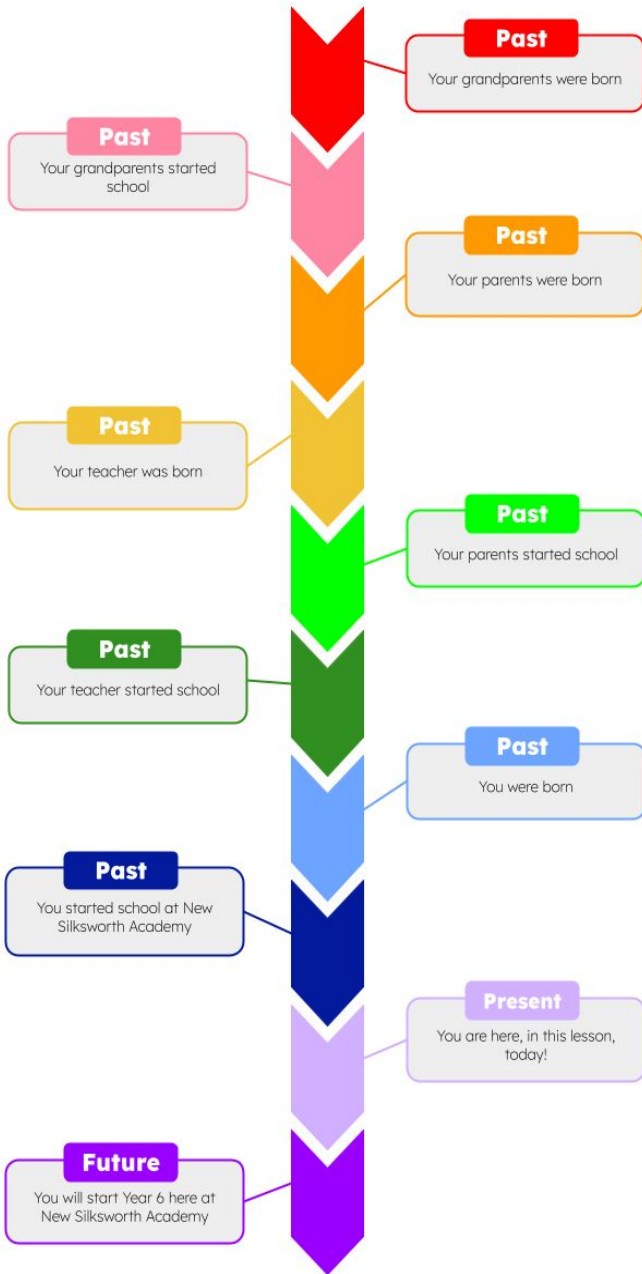 Past
Your grandparents were born
Past
Your grandparents started
school
Past
Your parents were born
Past
Your teacher was born
Past
Your parents started school
Past
Your teacher started school
Past
You were born
Past
You started school at New
Silksworth Academy
Present
You are here, in this lesson,
today!
Future
You will start Year 6 here at
New Silksworth Academy